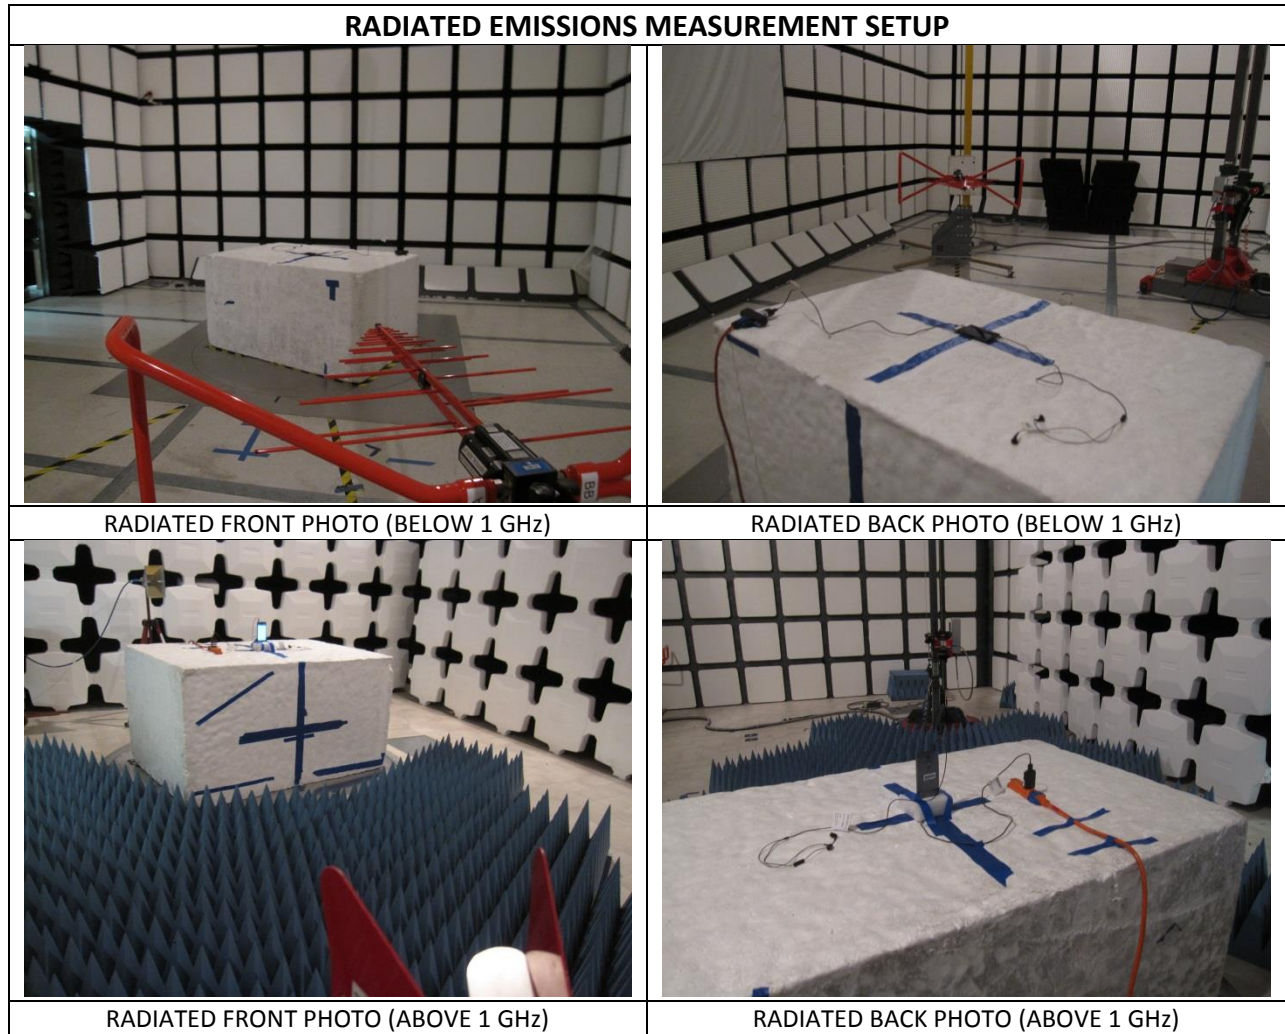 RADIATED EMISSIONS MEASUREMENT SETUP
RADIATED FRONT PHOTO (BELOW 1 GHz)
RADIATED BACK PHOTO (BELOW 1 GHz)
BB
RADIATED FRONT PHOTO (ABOVE 1 GHz)
RADIATED BACK PHOTO (ABOVE 1 GHz)